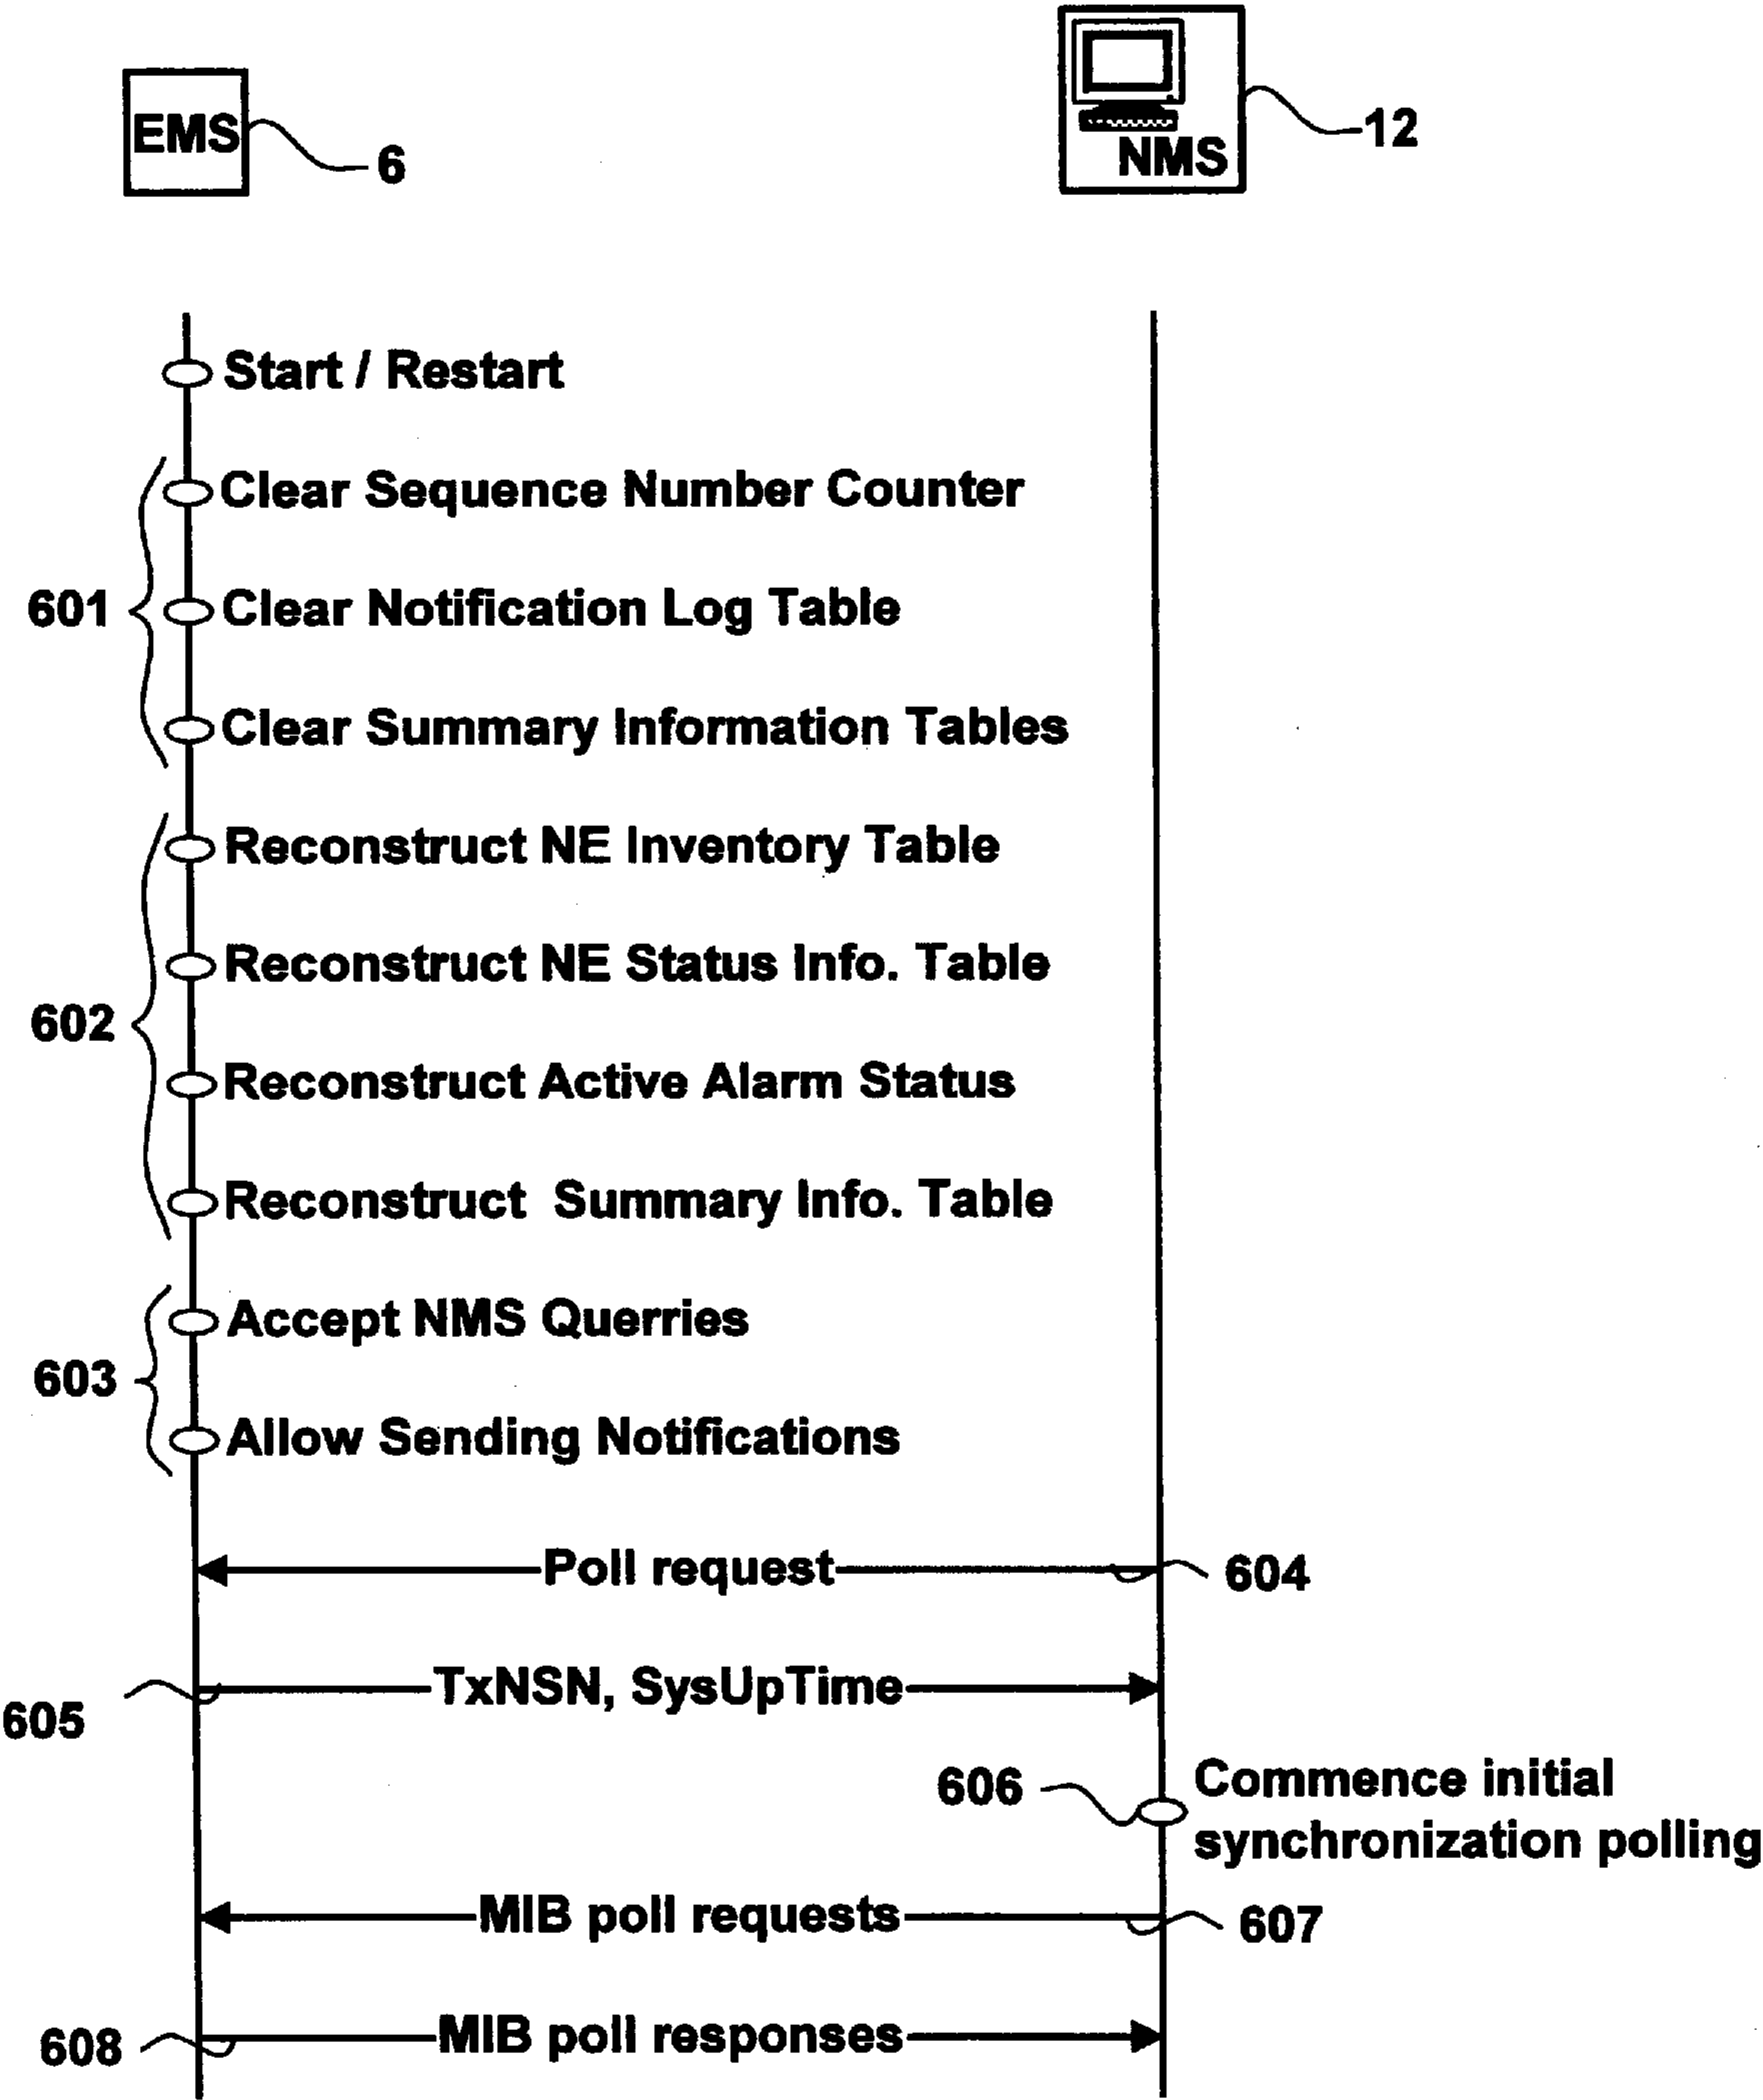 EMS
6
NMS
12
Start / Restart
Clear Sequence Number Counter
601
Clear Notification Log Table
Clear Summary Information Tables
Reconstruct NE Inventory Table
Reconstruct NE Status Info. Table
602
Reconstruct Active Alarm Status
Reconstruct Summary Info. Table
Accept NMS Querries
603
Allow Sending Notifications
Poll request
604
TxNSN, SysUpTime
605
606
Commence initial
synchronization polling
MIB poll requests
607
608
MIB poll responses